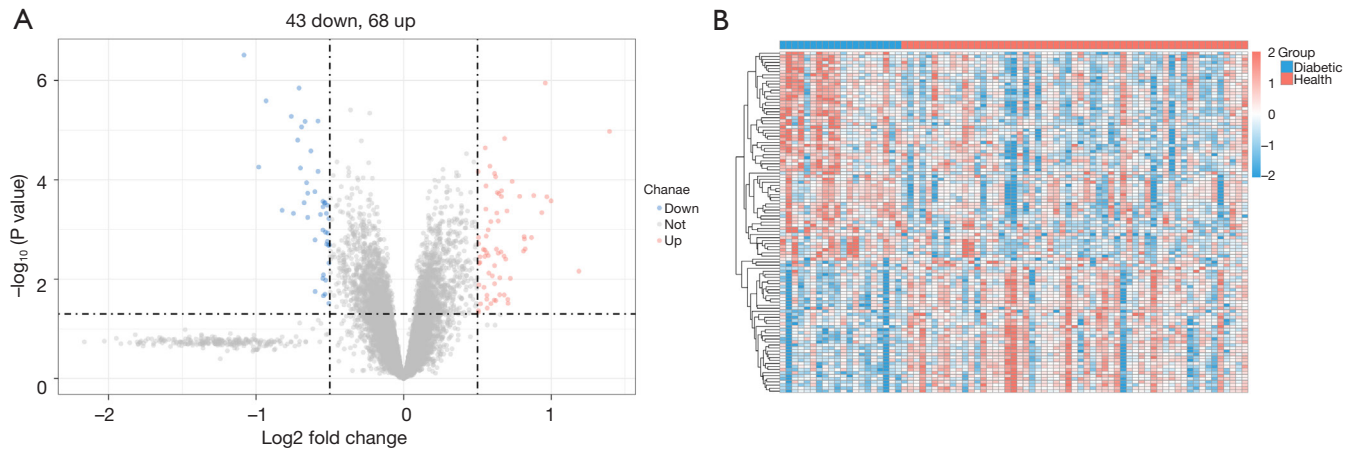 A
43 down, 68 up
−log10 (P value)
6
4
2
0
−2
−1
0
1
Log2 fold change
Chanae
Down
Not
Up
B
2 Group
Diabetic
Health
1
0
−1
−2